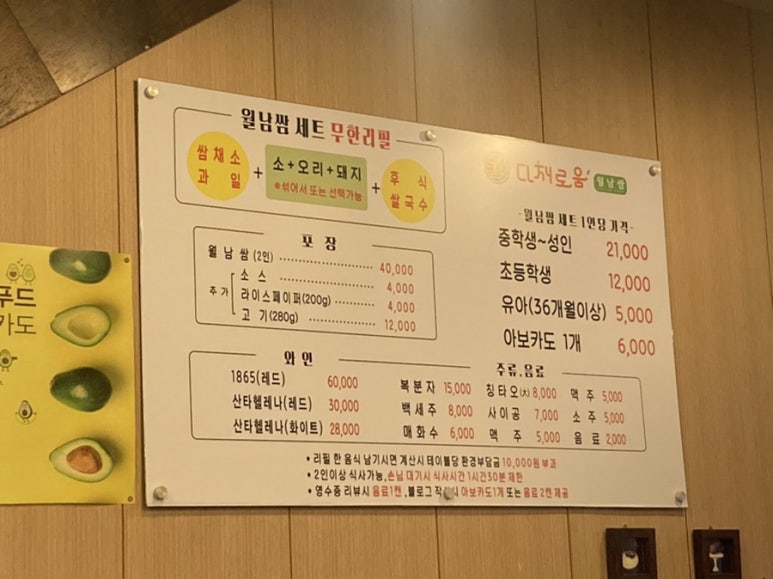 월남쌈 세트 무한리필
쌈채소
과일
+
소+오리+돼지
※섞어서 또는 선택가능
+
후식
쌀국수
다채로움
월남쌈
-월남쌈 세트 1인당 가격-
중학생~성인 21,000
초등학생 12,000
유아(36개월이상) 5,000
아보카도 1개 6,000
포장
월남쌈 (2인) 40,000
추가
소스 4,000
라이스페이퍼(200g) 4,000
고기(280g) 12,000
와인
1865(레드) 60,000
산타헬레나(레드) 30,000
산타헬레나(화이트) 28,000
주류.음료
복분자 15,000 칭타오(大) 8,000 맥주 5,000
백세주 8,000 사이공 7,000 소주 5,000
매화수 6,000 맥주 5,000 음료 2,000
• 리필 한 음식 남기시면 계산시 테이블당 환경부담금 10,000원 부과
• 2인이상 식사가능, 손님 대기시 식사시간 1시간30분 제한
• 영수증 리뷰시 음료1캔, 블로그 시 아보카도1개 또는 음료 2캔 제공
푸드
카도